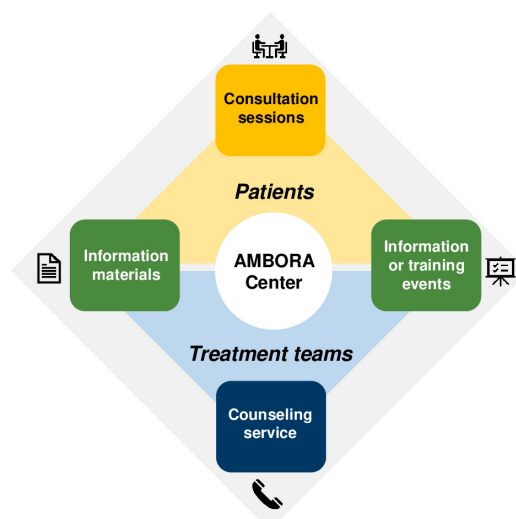 Consultation
sessions
Patients
Information
materials
AMBORA
Center
Information
or training
events
Treatment teams
Counseling
service